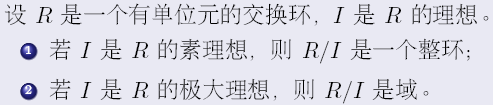 设 R 是一个有单位元的交换环，I 是 R 的理想。
1 若 I 是 R 的素理想，则 R/I 是一个整环；
2 若 I 是 R 的极大理想，则 R/I 是域。